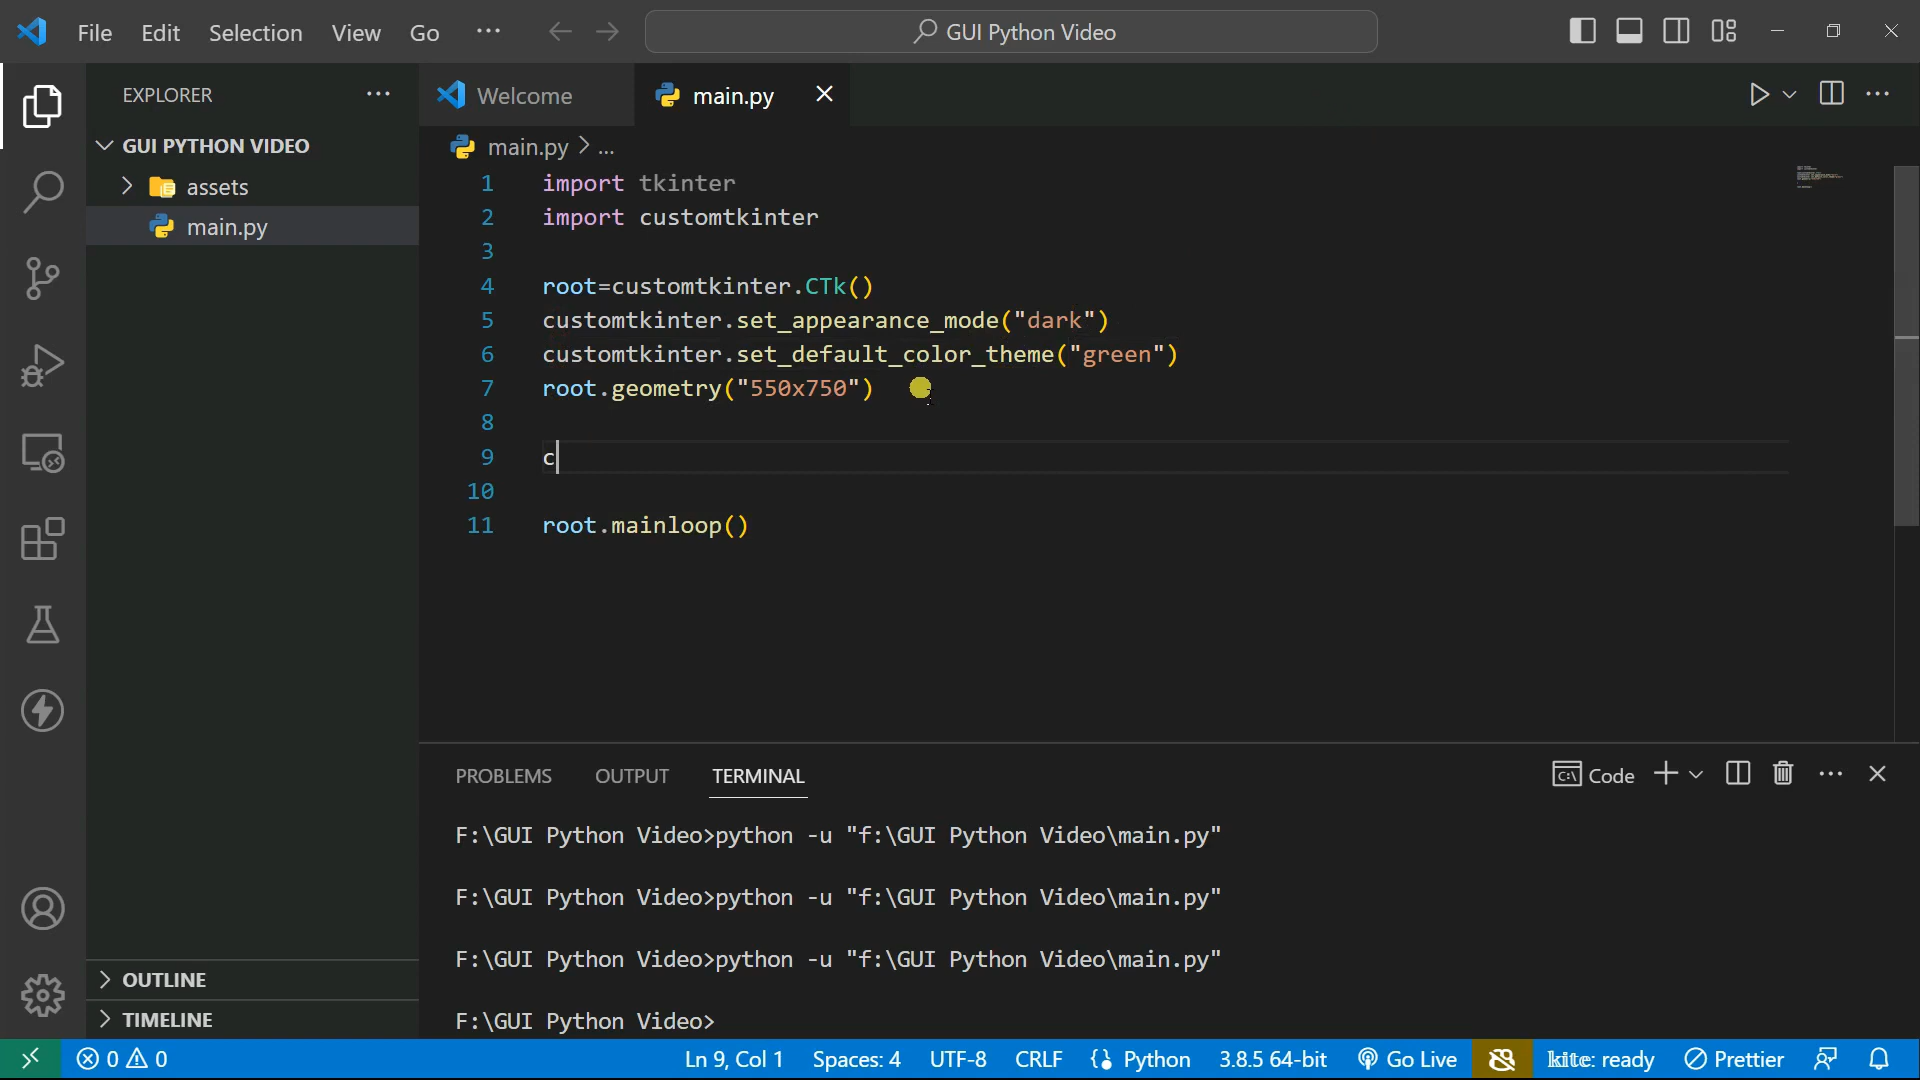 File Edit Selection View Go ··· GUI Python Video
EXPLORER ···
Welcome main.py
GUI PYTHON VIDEO
assets
main.py
main.py > ...
1 import tkinter
2 import customtkinter
3
4 root=customtkinter.CTk()
5 customtkinter.set_appearance_mode("dark")
6 customtkinter.set_default_color_theme("green")
7 root.geometry("550x750")
8
9 c
10
11 root.mainloop()
PROBLEMS OUTPUT TERMINAL Code
F:\GUI Python Video>python -u "f:\GUI Python Video\main.py"
F:\GUI Python Video>python -u "f:\GUI Python Video\main.py"
F:\GUI Python Video>python -u "f:\GUI Python Video\main.py"
F:\GUI Python Video>
OUTLINE
TIMELINE
0 0 Ln 9, Col 1 Spaces: 4 UTF-8 CRLF Python 3.8.5 64-bit Go Live kite: ready Prettier